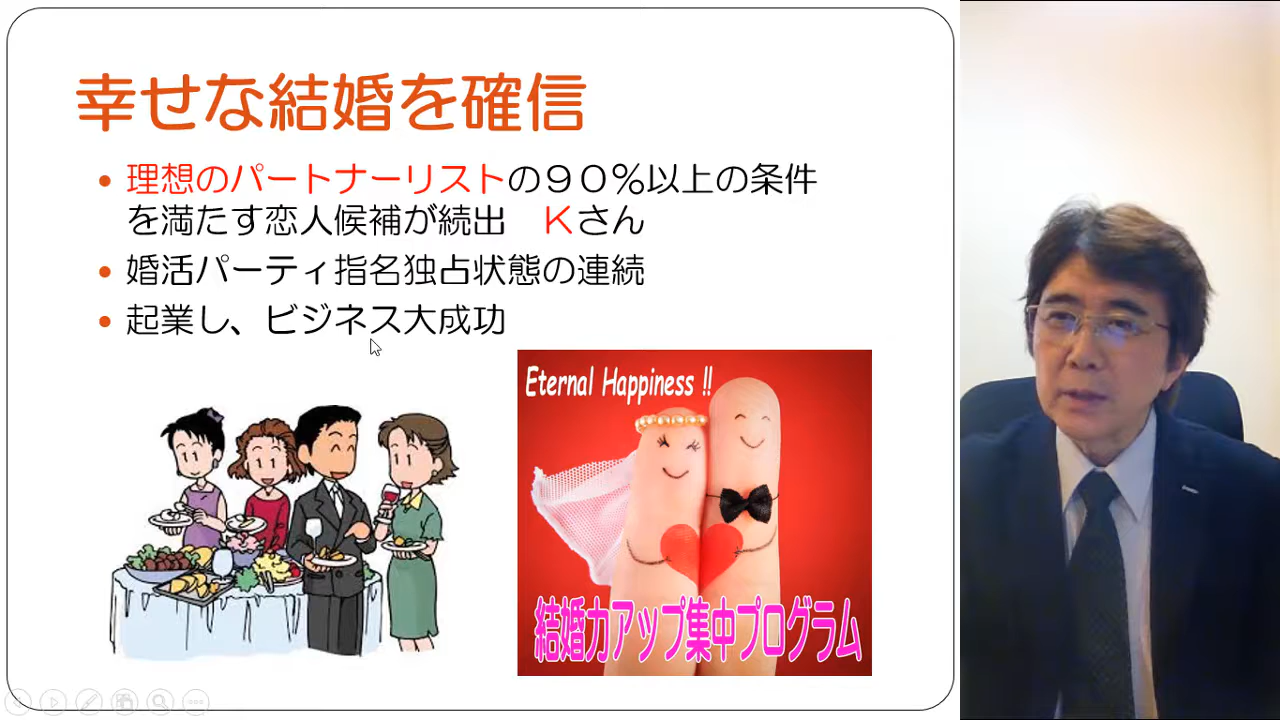 幸せな結婚を確信
• 理想のパートナーリストの９０％以上の条件
を満たす恋人候補が続出　Kさん
• 婚活パーティ指名独占状態の連続
• 起業し、ビジネス大成功
Eternal Happiness !!
結婚力アップ集中プログラム